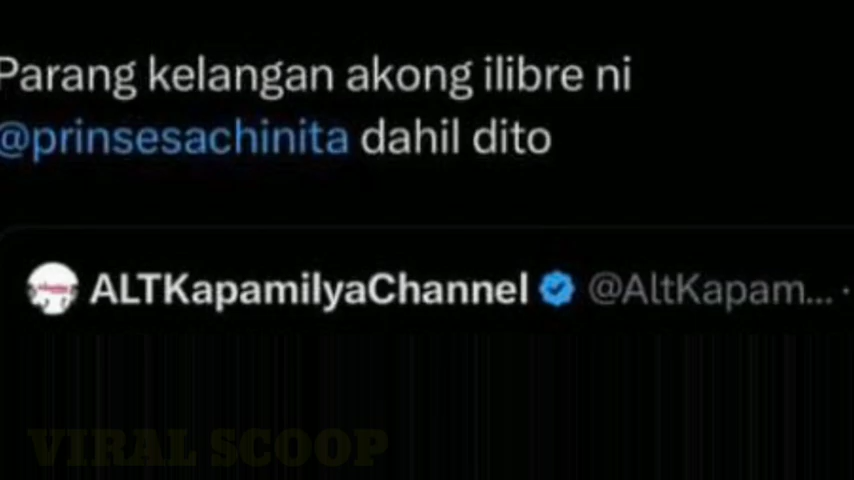 Parang kelangan akong ilibre ni
@prinsesachinita dahil dito
ALTKapamilyaChannel @AltKapam... ·
VIRAL SCOOP